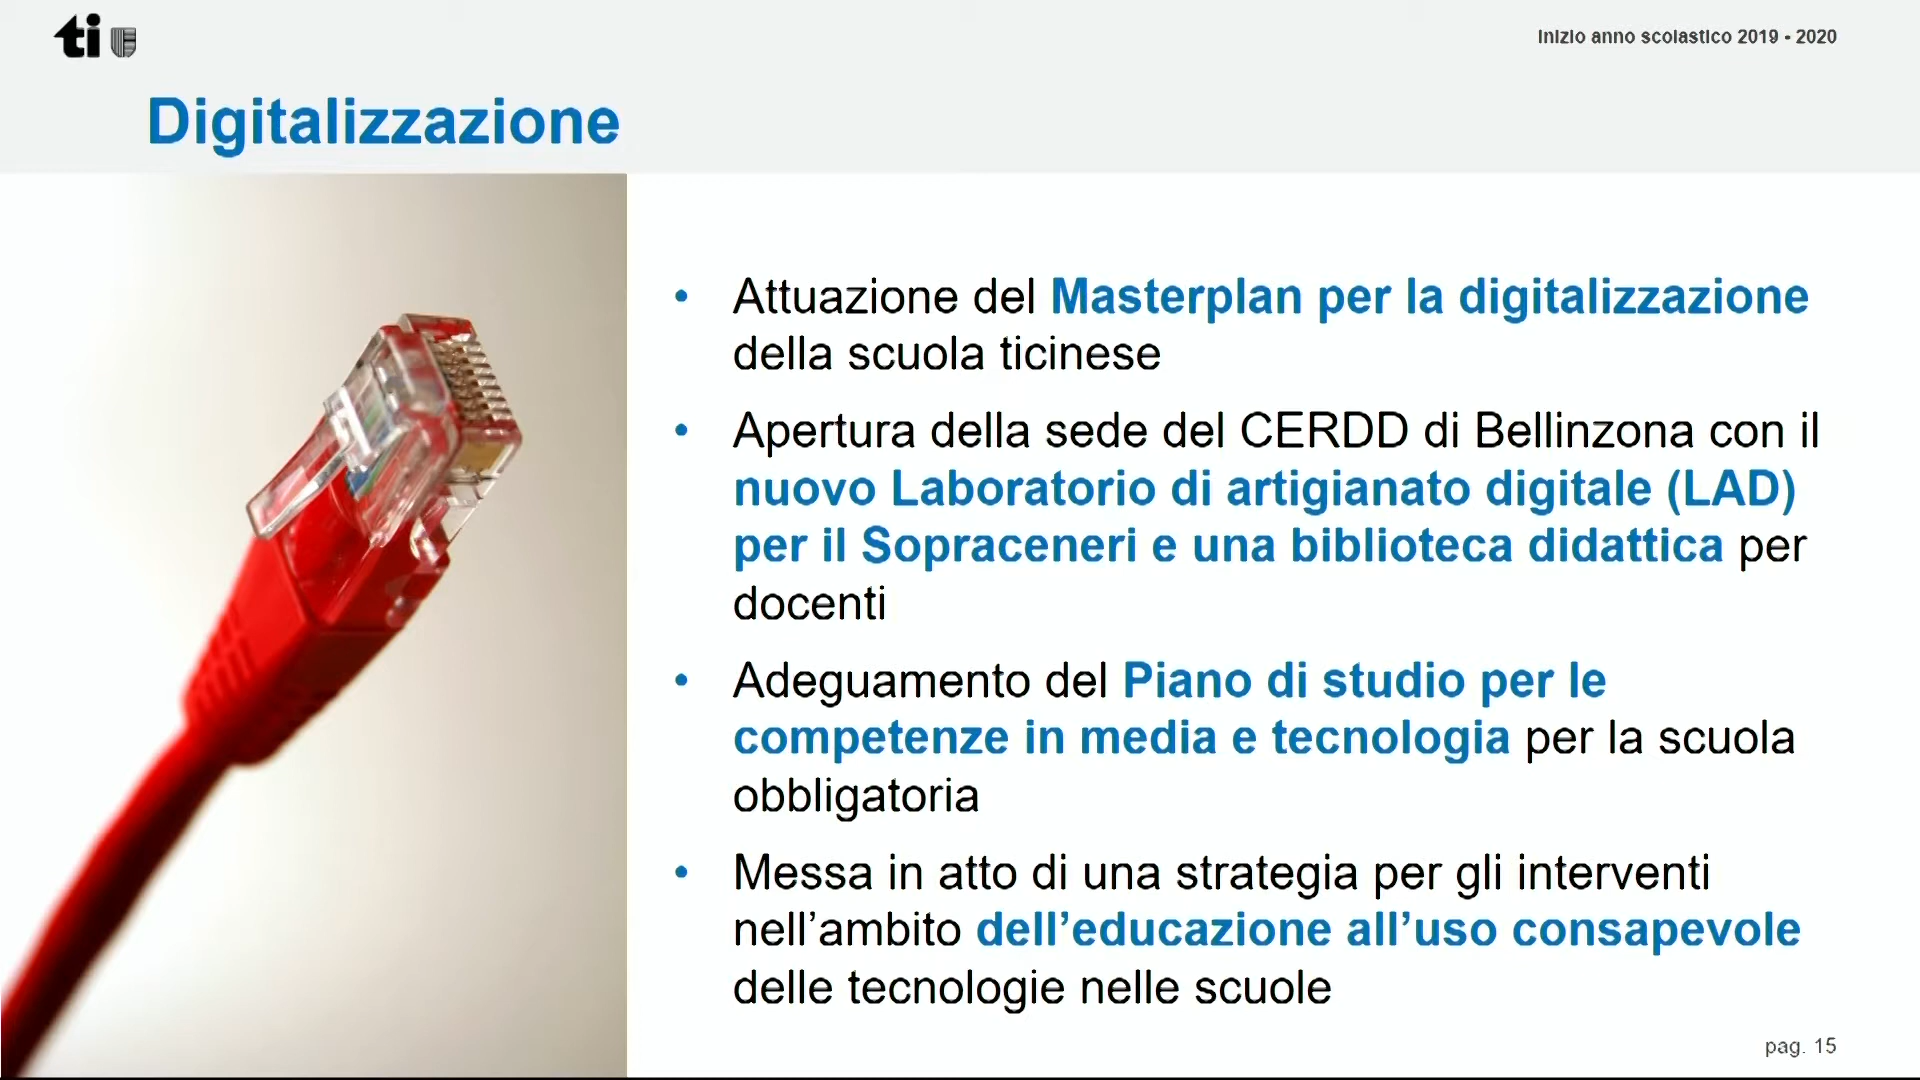 ti
Inizio anno scolastico 2019 - 2020
Digitalizzazione
• Attuazione del Masterplan per la digitalizzazione
della scuola ticinese
• Apertura della sede del CERDD di Bellinzona con il
nuovo Laboratorio di artigianato digitale (LAD)
per il Sopraceneri e una biblioteca didattica per
docenti
• Adeguamento del Piano di studio per le
competenze in media e tecnologia per la scuola
obbligatoria
• Messa in atto di una strategia per gli interventi
nell’ambito dell’educazione all’uso consapevole
delle tecnologie nelle scuole
pag. 15